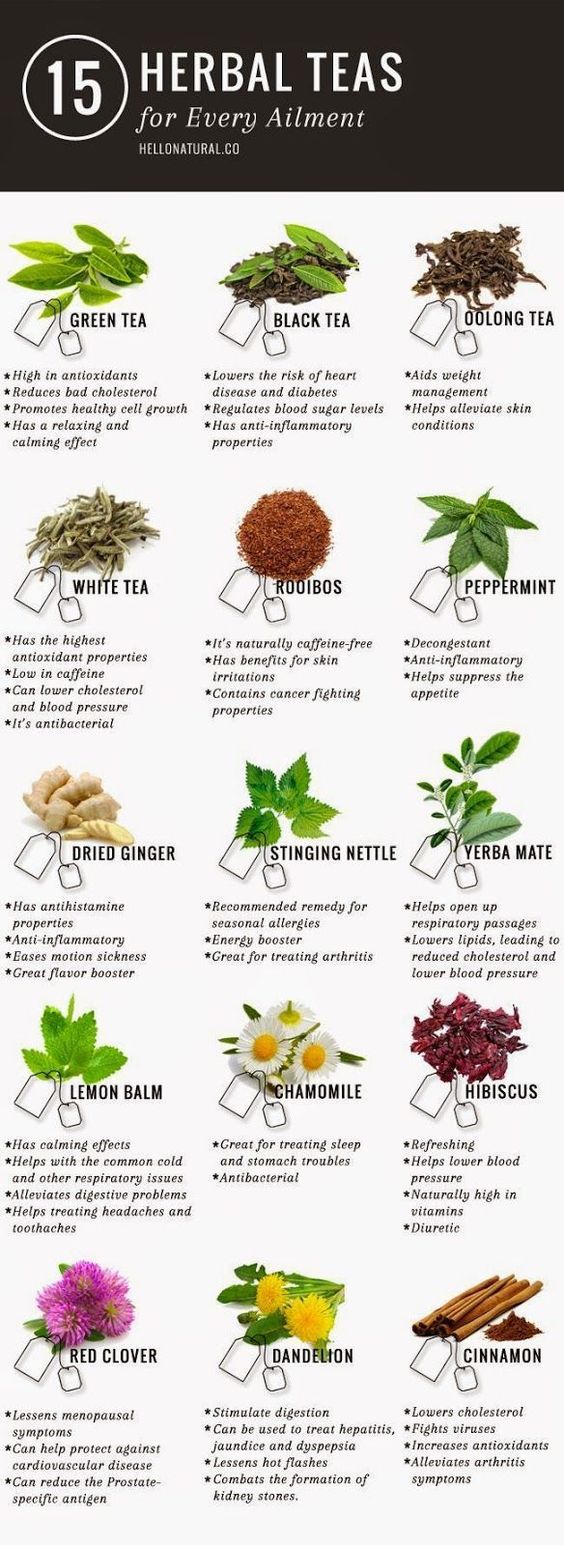 15
HERBAL TEAS
for Every Ailment
HELLONATURAL.CO
GREEN TEA
*High in antioxidants
*Reduces bad cholesterol
*Promotes healthy cell growth
*Has a relaxing and
calming effect
BLACK TEA
*Lowers the risk of heart
disease and diabetes
*Regulates blood sugar levels
*Has anti-inflammatory
properties
OOLONG TEA
*Aids weight
management
*Helps alleviate skin
conditions
WHITE TEA
*Has the highest
antioxidant properties
*Low in caffeine
*Can lower cholesterol
and blood pressure
*It's antibacterial
ROOIBOS
*It's naturally caffeine-free
*Has benefits for skin
irritations
*Contains cancer fighting
properties
PEPPERMINT
*Decongestant
*Anti-inflammatory
*Helps suppress the
appetite
DRIED GINGER
*Has antihistamine
properties
*Anti-inflammatory
*Eases motion sickness
*Great flavor booster
STINGING NETTLE
*Recommended remedy for
seasonal allergies
*Energy booster
*Great for treating arthritis
YERBA MATE
*Helps open up
respiratory passages
*Lowers lipids, leading to
reduced cholesterol and
lower blood pressure
LEMON BALM
*Has calming effects
*Helps with the common cold
and other respiratory issues
*Alleviates digestive problems
*Helps treating headaches and
toothaches
CHAMOMILE
*Great for treating sleep
and stomach troubles
*Antibacterial
HIBISCUS
*Refreshing
*Helps lower blood
pressure
*Naturally high in
vitamins
*Diuretic
RED CLOVER
*Lessens menopausal
symptoms
*Can help protect against
cardiovascular disease
*Can reduce the Prostate-
specific antigen
DANDELION
*Stimulate digestion
*Can be used to treat hepatitis,
jaundice and dyspepsia
*Lessens hot flashes
*Combats the formation of
kidney stones.
CINNAMON
*Lowers cholesterol
*Fights viruses
*Increases antioxidants
*Alleviates arthritis
symptoms